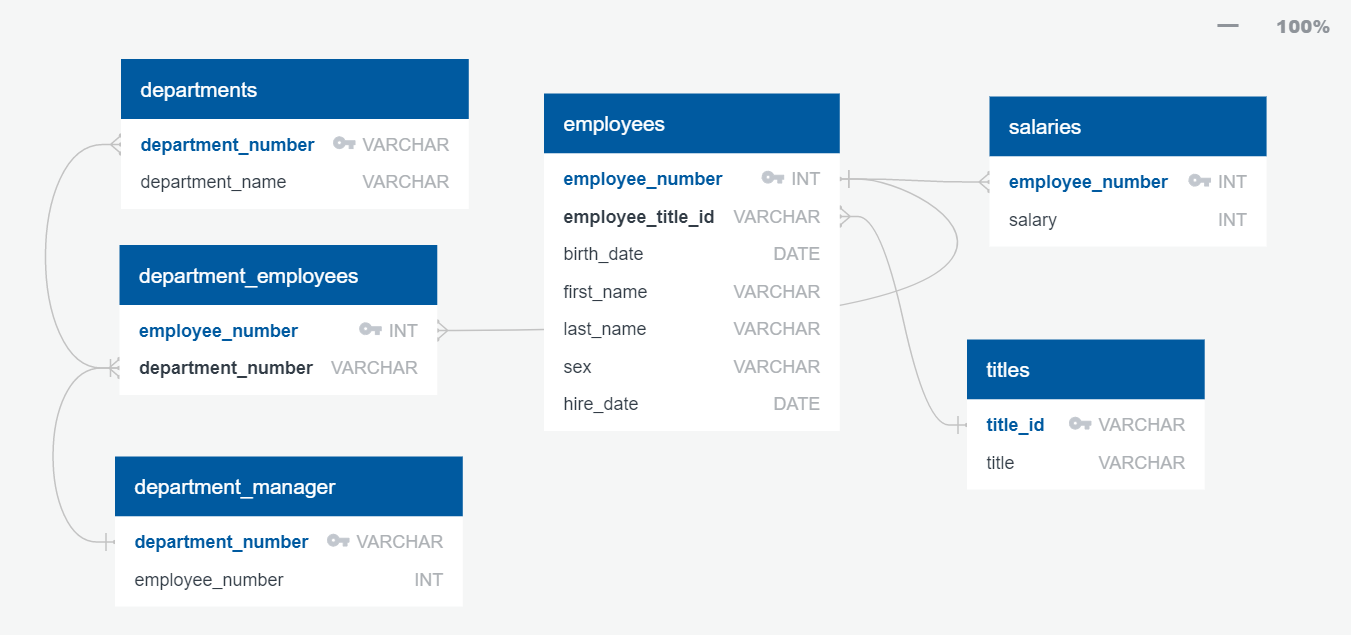 100%
departments
department_number VARCHAR
department_name VARCHAR
department_employees
employee_number INT
department_number VARCHAR
department_manager
department_number VARCHAR
employee_number INT
employees
employee_number INT
employee_title_id VARCHAR
birth_date DATE
first_name VARCHAR
last_name VARCHAR
sex VARCHAR
hire_date DATE
salaries
employee_number INT
salary INT
titles
title_id VARCHAR
title VARCHAR